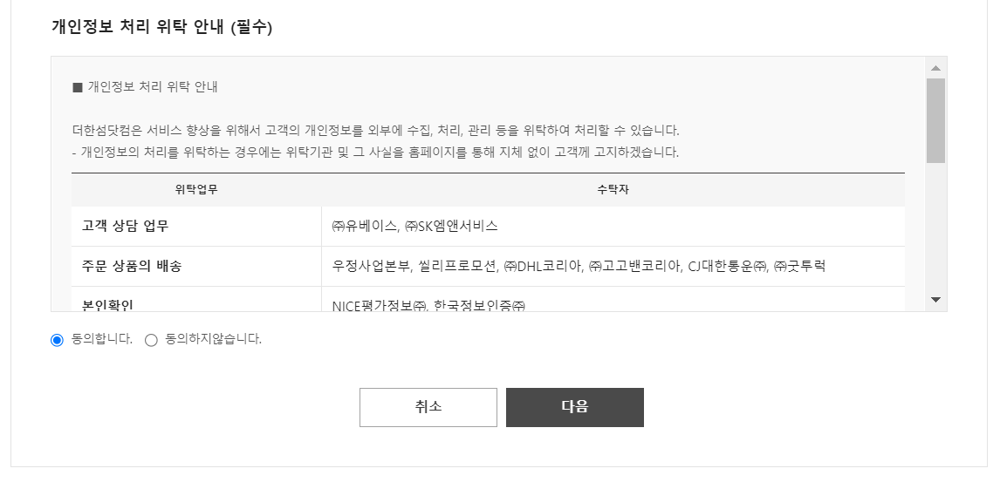 개인정보 처리 위탁 안내 (필수)
■ 개인정보 처리 위탁 안내
더한섬닷컴은 서비스 향상을 위해서 고객의 개인정보를 외부에 수집, 처리, 관리 등을 위탁하여 처리할 수 있습니다.
- 개인정보의 처리를 위탁하는 경우에는 위탁기관 및 그 사실을 홈페이지를 통해 지체 없이 고객께 고지하겠습니다.
위탁업무 수탁자
고객 상담 업무 ㈜유베이스, ㈜SK엠앤서비스
주문 상품의 배송 우정사업본부, 씰리프로모션, ㈜DHL코리아, ㈜고고밴코리아, CJ대한통운㈜, ㈜굿투럭
본인확인 NICE평가정보㈜, 한국정보인증㈜
동의합니다. 동의하지않습니다.
취소 다음